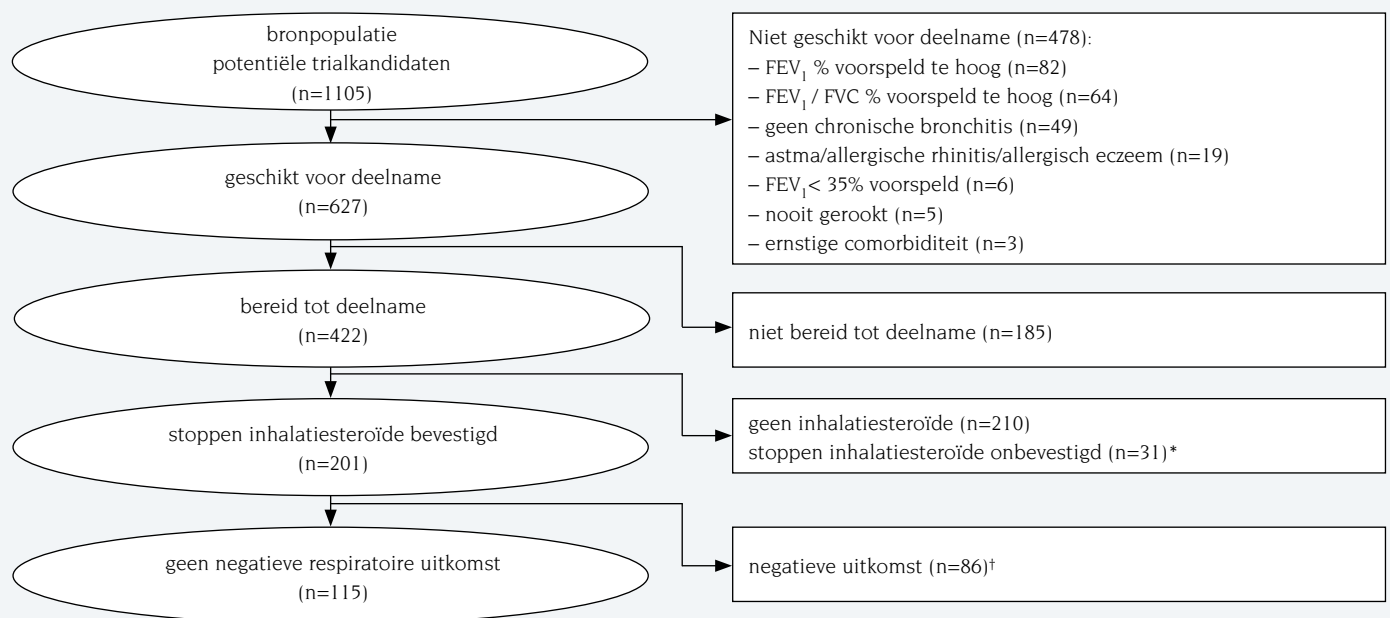 bronpopulatie
potentiële trialkandidaten
(n=1105)
Niet geschikt voor deelname (n=478):
– FEV1 % voorspeld te hoog (n=82)
– FEV1 / FVC % voorspeld te hoog (n=64)
– geen chronische bronchitis (n=49)
– astma/allergische rhinitis/allergisch eczeem (n=19)
– FEV1< 35% voorspeld (n=6)
– nooit gerookt (n=5)
– ernstige comorbiditeit (n=3)
geschikt voor deelname
(n=627)
niet bereid tot deelname (n=185)
bereid tot deelname
(n=422)
geen inhalatiesteroïde (n=210)
stoppen inhalatiesteroïde onbevestigd (n=31)*
stoppen inhalatiesteroïde bevestigd
(n=201)
negatieve uitkomst (n=86)†
geen negatieve respiratoire uitkomst
(n=115)